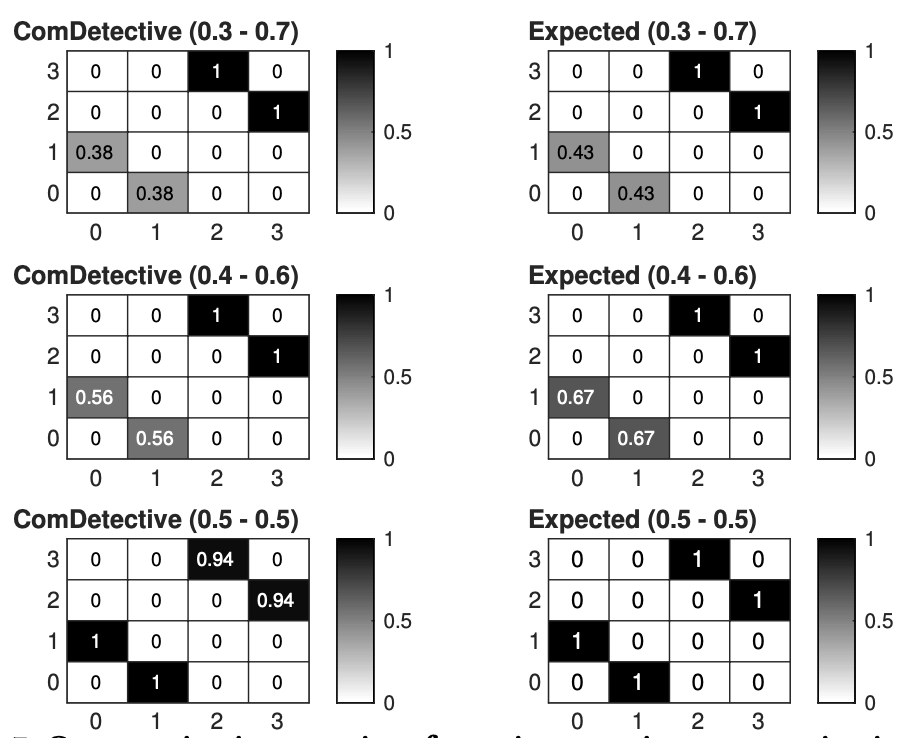 ComDetective (0.3 - 0.7) Expected (0.3 - 0.7)
3 0 0 1 0 1 3 0 0 1 0 1
2 0 0 0 1 2 0 0 0 1
0.5 0.5
1 0.38 0 0 0 1 0.43 0 0 0
0 0 0.38 0 0 0 0 0 0.43 0 0 0
0 1 2 3 0 1 2 3
ComDetective (0.4 - 0.6) Expected (0.4 - 0.6)
3 0 0 1 0 1 3 0 0 1 0 1
2 0 0 0 1 2 0 0 0 1
0.5 0.5
1 0.56 0 0 0 1 0.67 0 0 0
0 0 0.56 0 0 0 0 0 0.67 0 0 0
0 1 2 3 0 1 2 3
ComDetective (0.5 - 0.5) Expected (0.5 - 0.5)
3 0 0 0.94 0 1 3 0 0 1 0 1
2 0 0 0 0.94 2 0 0 0 1
0.5 0.5
1 1 0 0 0 1 1 0 0 0
0 0 1 0 0 0 0 0 1 0 0 0
0 1 2 3 0 1 2 3